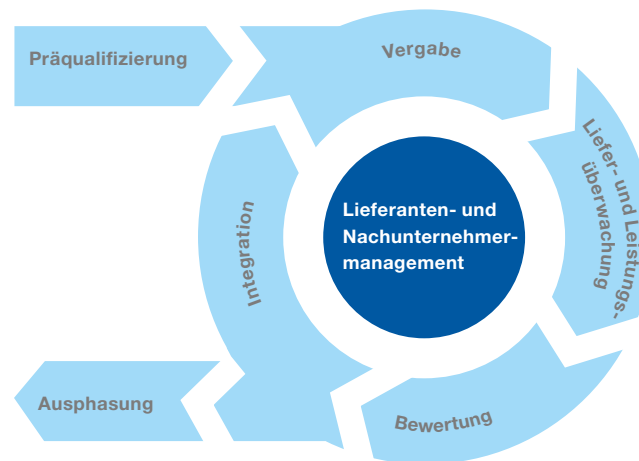 Präqualifizierung
Vergabe
Liefer- und Leistungs-
überwachung
Lieferanten- und
Nachunternehmer-
management
Integration
Ausphasung
Bewertung